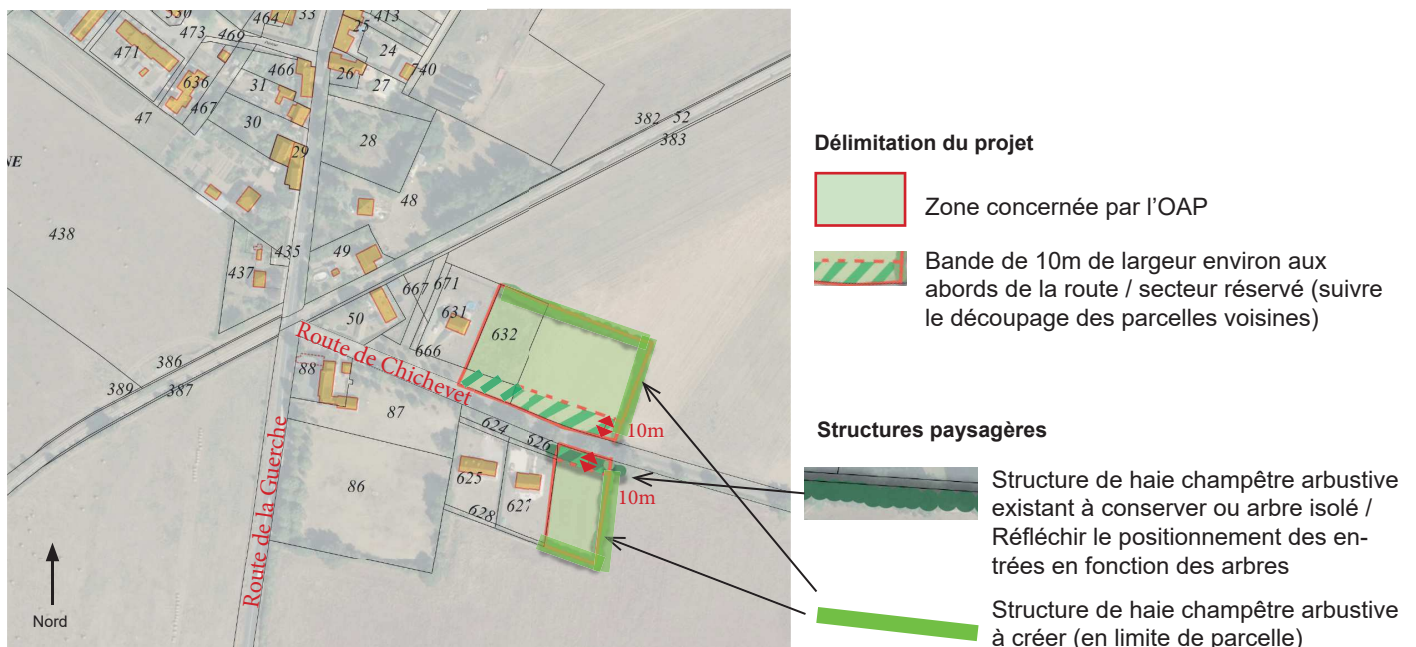 530
464
33
25
413
473
469
24
471
466
26
740
27
636
31
467
47
30
382 52
383
28
29
NE
48
438
435
49
437
667
671
631
50
632
666
Route de Chichevet
386
88
389
387
87
624
526
10m
625
10m
86
627
628
Route de la Guerche
Nord
Délimitation du projet
Zone concernée par l'OAP
Bande de 10m de largeur environ aux
abords de la route / secteur réservé (suivre
le découpage des parcelles voisines)
Structures paysagères
Structure de haie champêtre arbustive
existant à conserver ou arbre isolé /
Réfléchir le positionnement des en-
trées en fonction des arbres
Structure de haie champêtre arbustive
à créer (en limite de parcelle)